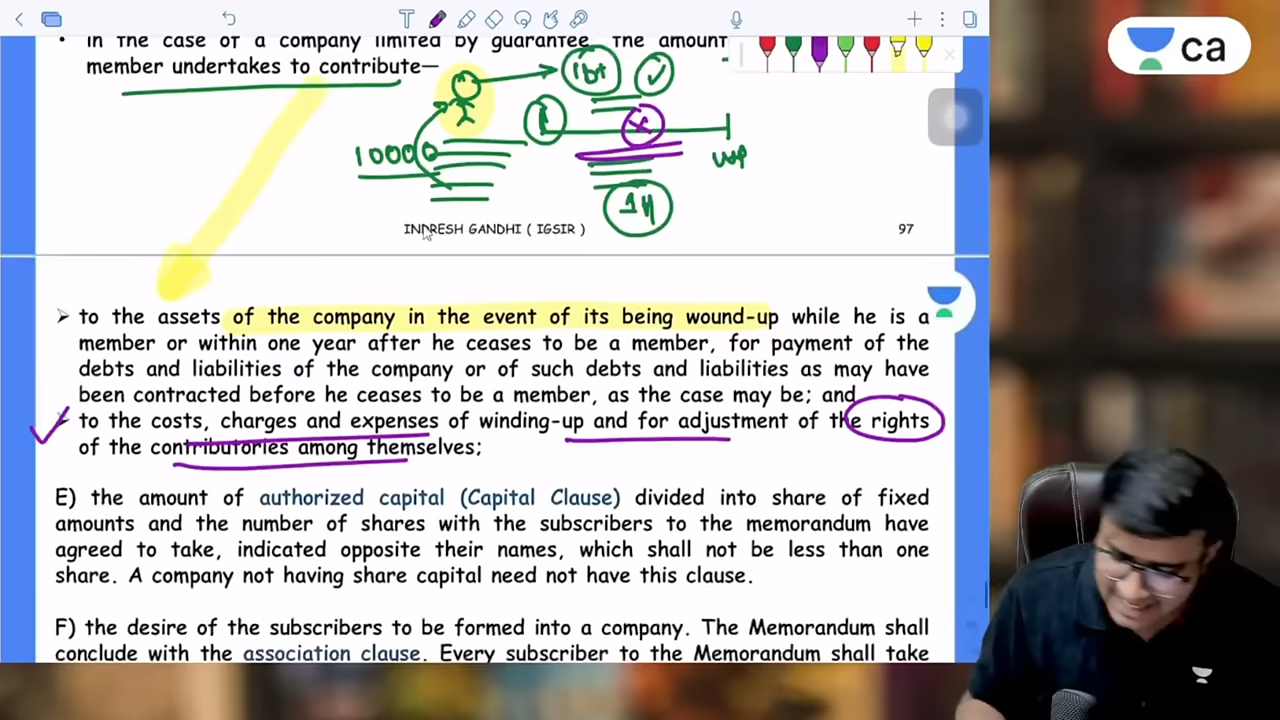 in the case of a company limited by guarantee, the amount
member undertakes to contribute—
1st
10000
wp
1Y
INDRESH GANDHI ( IGSIR )
97
to the assets of the company in the event of its being wound-up while he is a
member or within one year after he ceases to be a member, for payment of the
debts and liabilities of the company or of such debts and liabilities as may have
been contracted before he ceases to be a member, as the case may be; and
to the costs, charges and expenses of winding-up and for adjustment of the rights
of the contributories among themselves;
E) the amount of authorized capital (Capital Clause) divided into share of fixed
amounts and the number of shares with the subscribers to the memorandum have
agreed to take, indicated opposite their names, which shall not be less than one
share. A company not having share capital need not have this clause.
F) the desire of the subscribers to be formed into a company. The Memorandum shall
conclude with the association clause. Every subscriber to the Memorandum shall take
ca